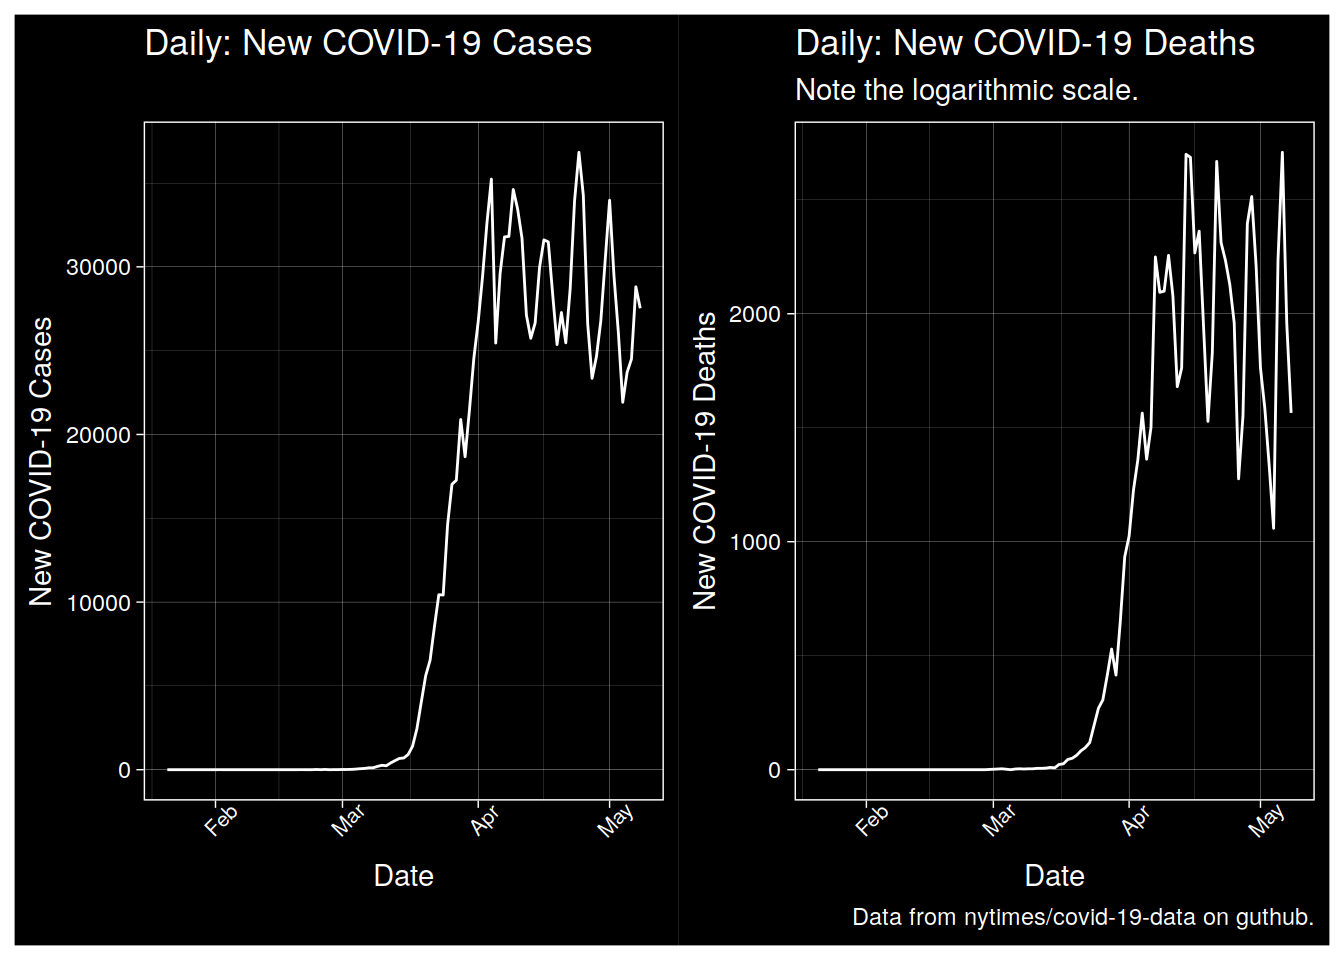 Daily: New COVID-19 Cases
New COVID-19 Cases
30000
20000
10000
0
Feb
Mar
Apr
May
Date
Daily: New COVID-19 Deaths
Note the logarithmic scale.
New COVID-19 Deaths
2000
1000
0
Feb
Mar
Apr
May
Date
Data from nytimes/covid-19-data on guthub.